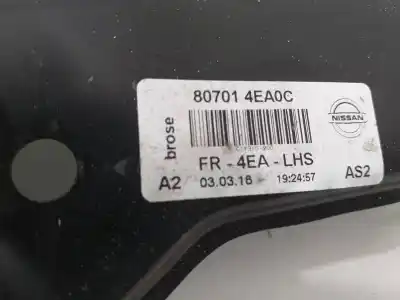 80701 4EA0C
brose
NISSAN
FR - 4EA - LHS
A2 03.03.16 - 19:24:57 AS2